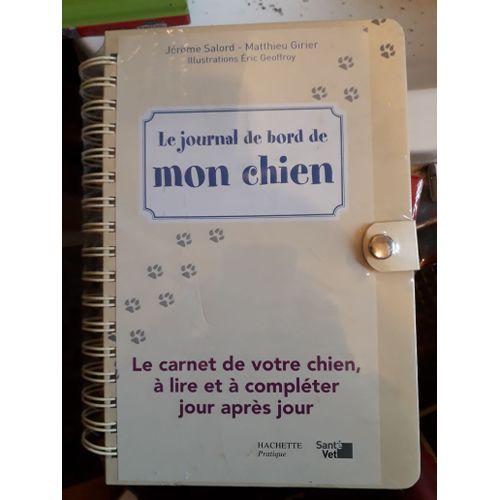 Jérôme Salord - Matthieu Girier
Illustrations Éric Geoffroy
Le journal de bord de
mon chien
Le carnet de votre chien,
à lire et à compléter
jour après jour
HACHETTE
Pratique
Santé
Vet